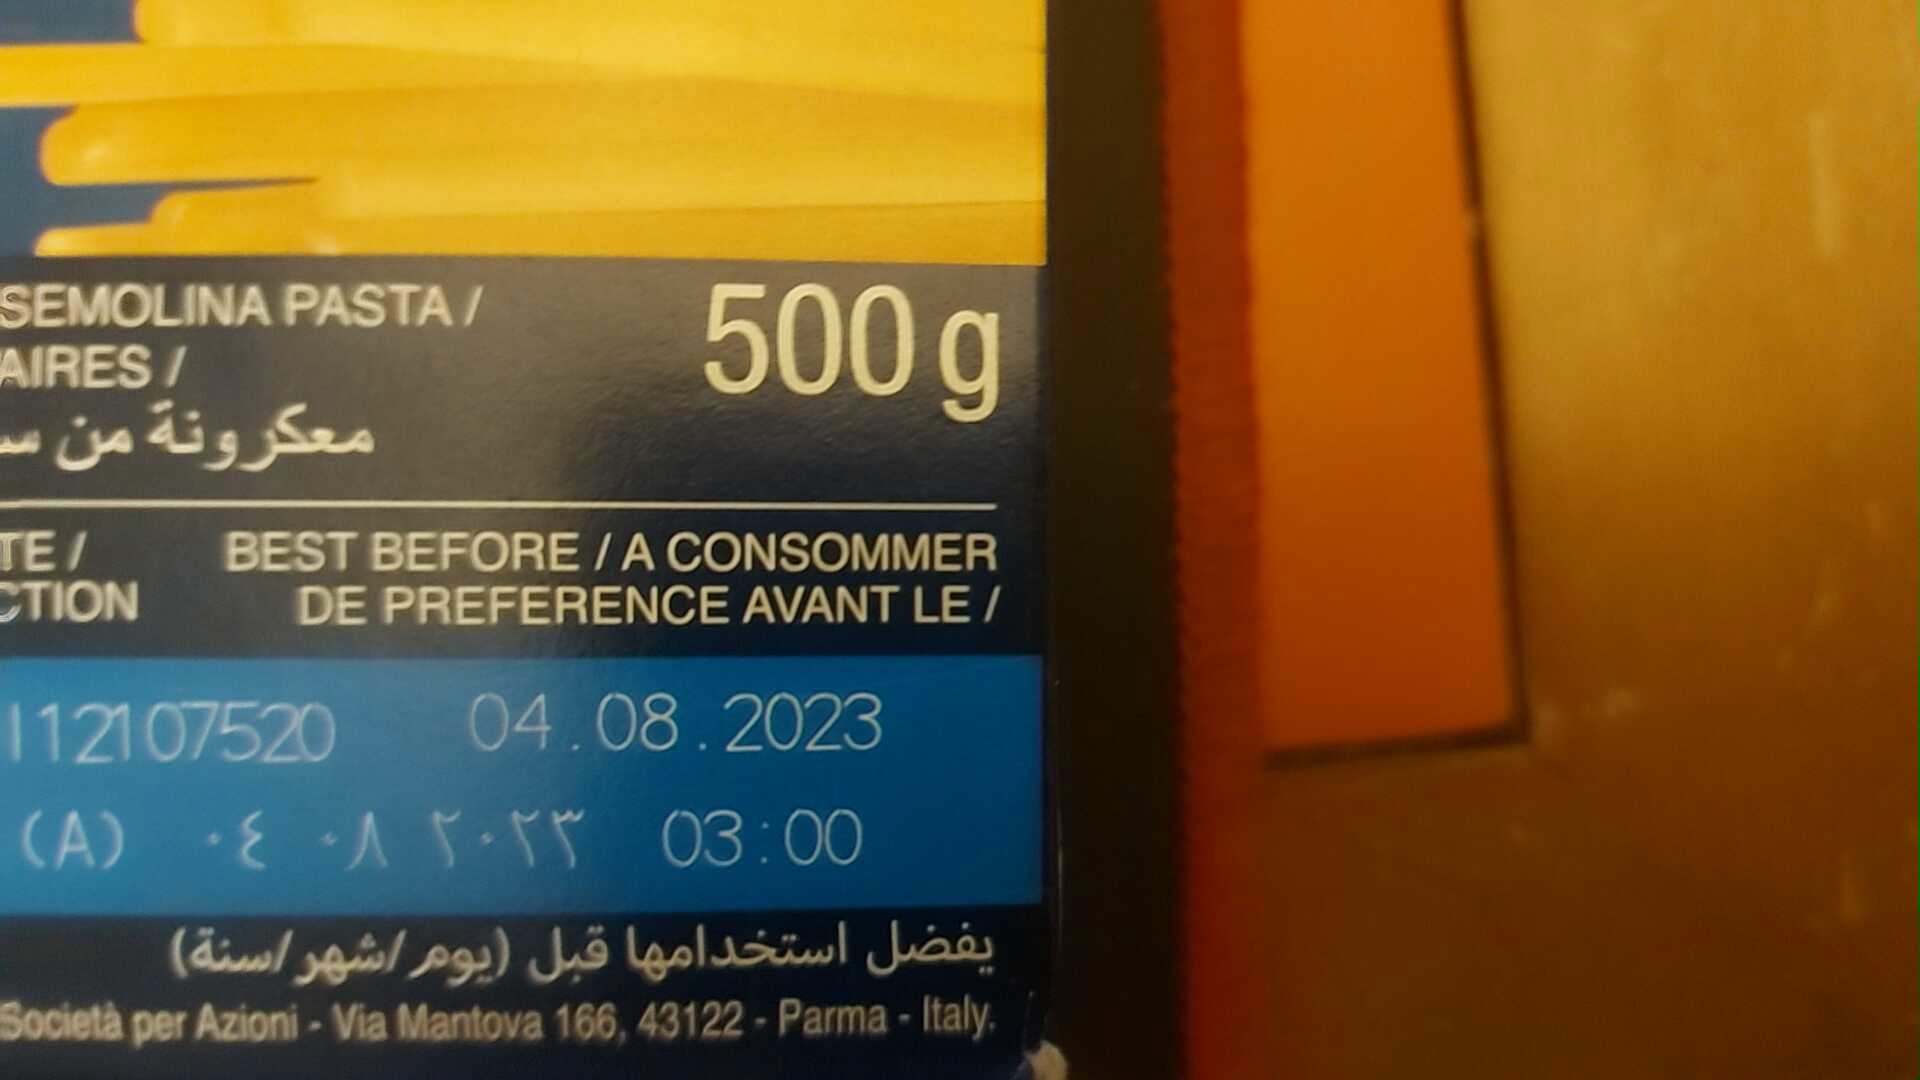 SEMOLINA PASTA /
500 g
AIRES /
معكرونة من
TE /
CTION
BEST BEFORE / A CONSOMMER
DE PREFERENCE AVANT LE /
112107520 04.08.2023
(A) ٠٤ ٠٨ ٢٠٢٣ 03:00
يفضل استخدامها قبل (يوم/شهر/سنة)
Società per Azioni - Via Mantova 166, 43122 - Parma - Italy.